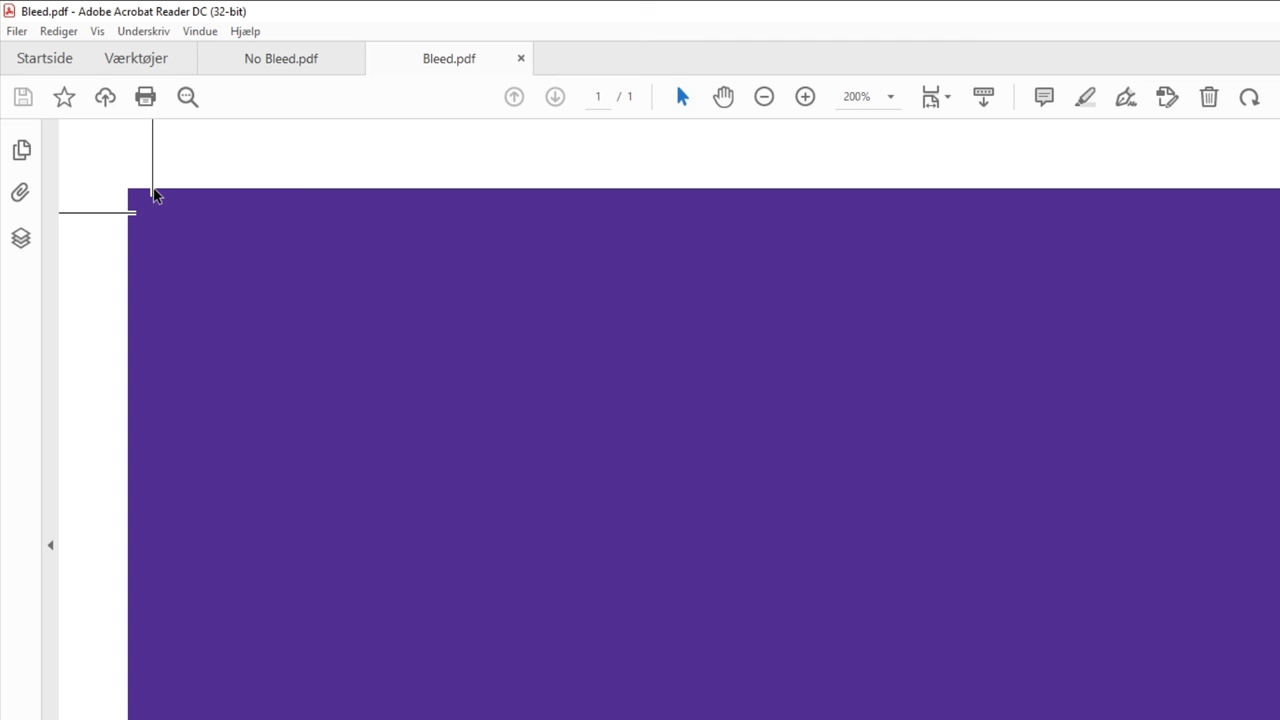 Bleed.pdf - Adobe Acrobat Reader DC (32-bit)
Filer Rediger Vis Underskriv Vindue Hjælp
Startside Værktøjer No Bleed.pdf Bleed.pdf
1 / 1 200%